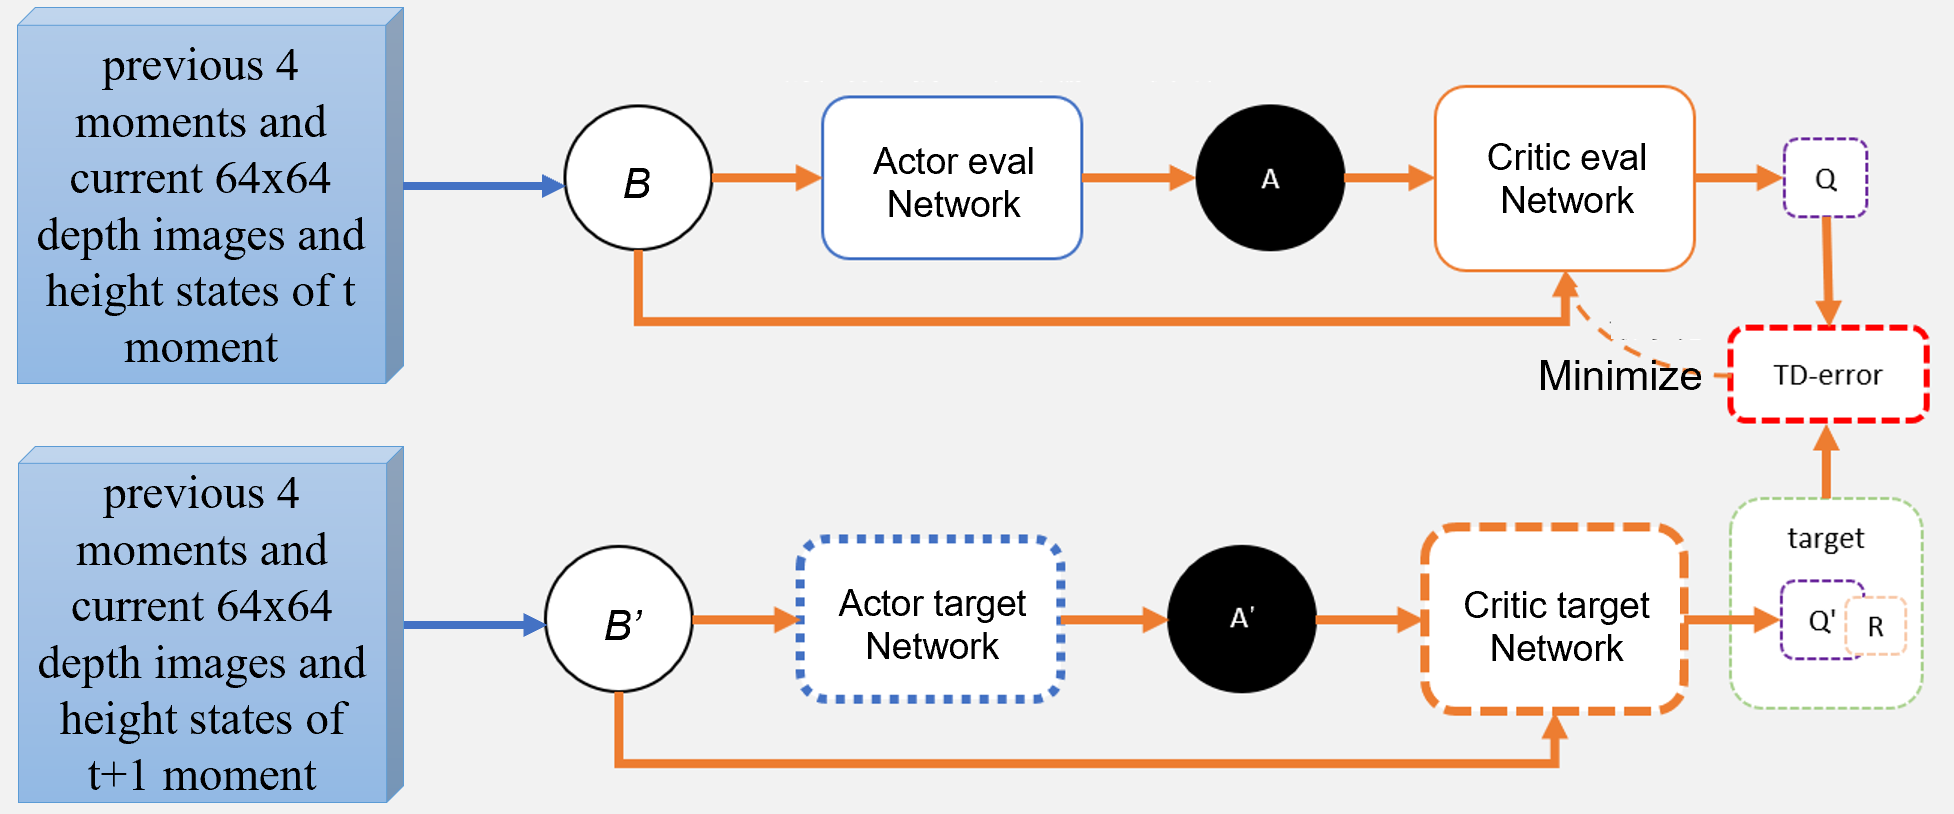 previous 4
moments and
current 64x64
depth images and
height states of t
moment
B
Actor eval
Network
A
Critic eval
Network
Q
Minimize
TD-error
previous 4
moments and
current 64x64
depth images and
height states of
t+1 moment
B’
Actor target
Network
A'
Critic target
Network
target
Q'
R